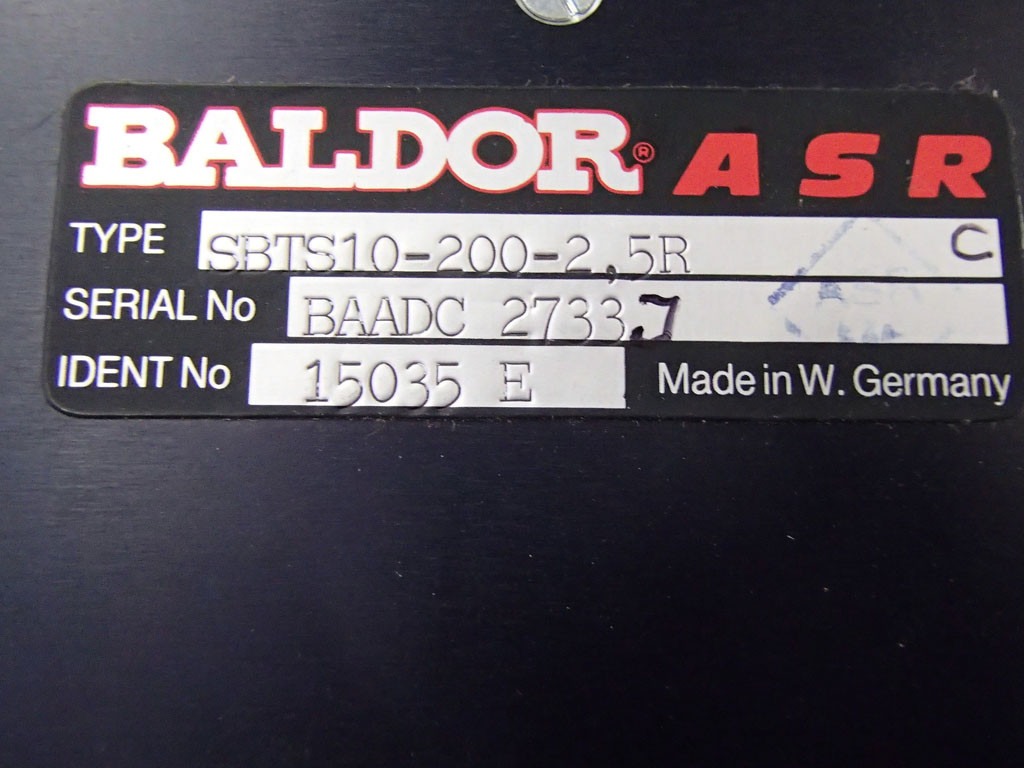 BALDOR® ASR
TYPE SBTS10-200-2,5R C
SERIAL No BAADC 27337
IDENT No 15035 E Made in W. Germany